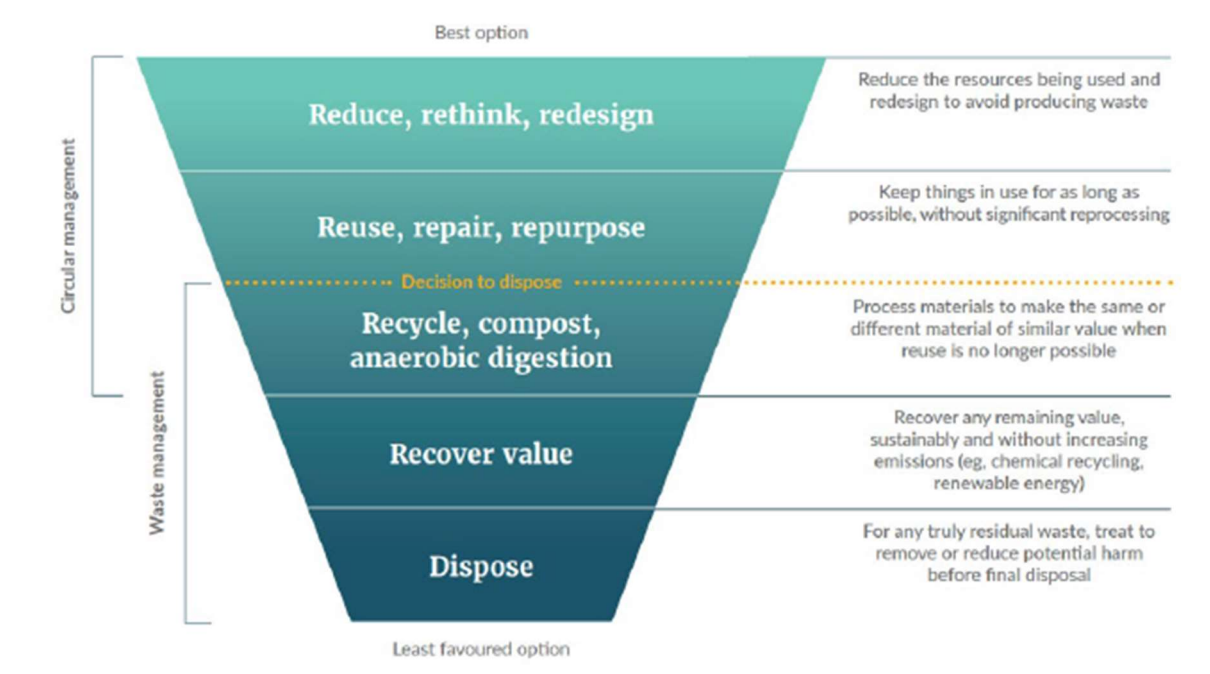 Best option
Circular management
Waste management
Reduce, rethink, redesign
Reduce the resources being used and
redesign to avoid producing waste
Reuse, repair, repurpose
Keep things in use for as long as
possible, without significant reprocessing
Decision to dispose
Recycle, compost,
anaerobic digestion
Process materials to make the same or
different material of similar value when
reuse is no longer possible
Recover value
Recover any remaining value,
sustainably and without increasing
emissions (eg, chemical recycling,
renewable energy)
Dispose
For any truly residual waste, treat to
remove or reduce potential harm
before final disposal
Least favoured option